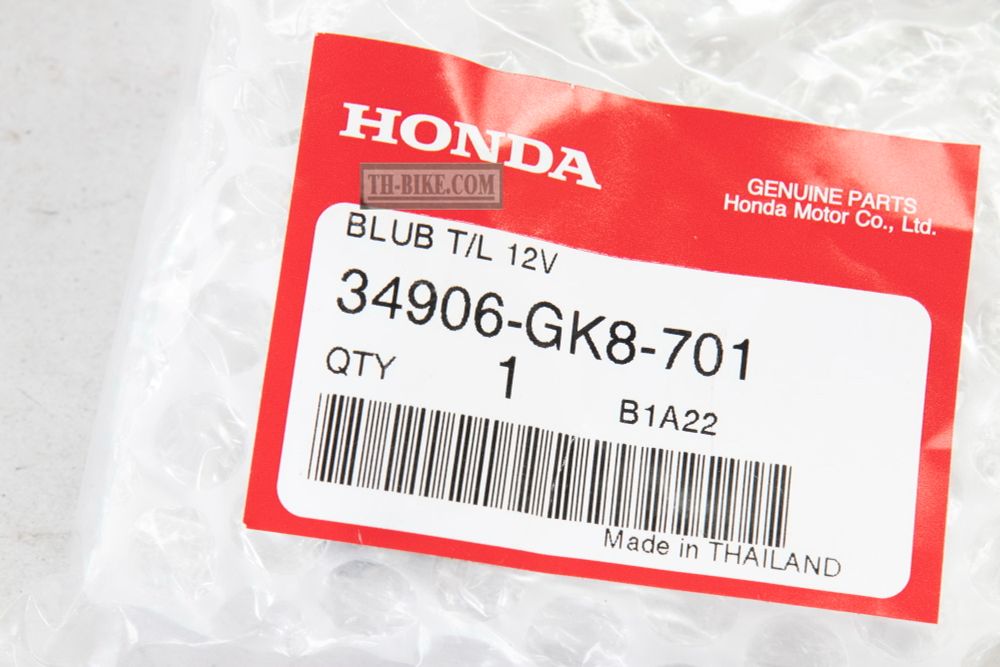 HONDA
TH-BIKE.COM
GENUINE PARTS
Honda Motor Co., Ltd.
BLUB T/L 12V
34906-GK8-701
QTY 1
B1A22
Made in THAILAND